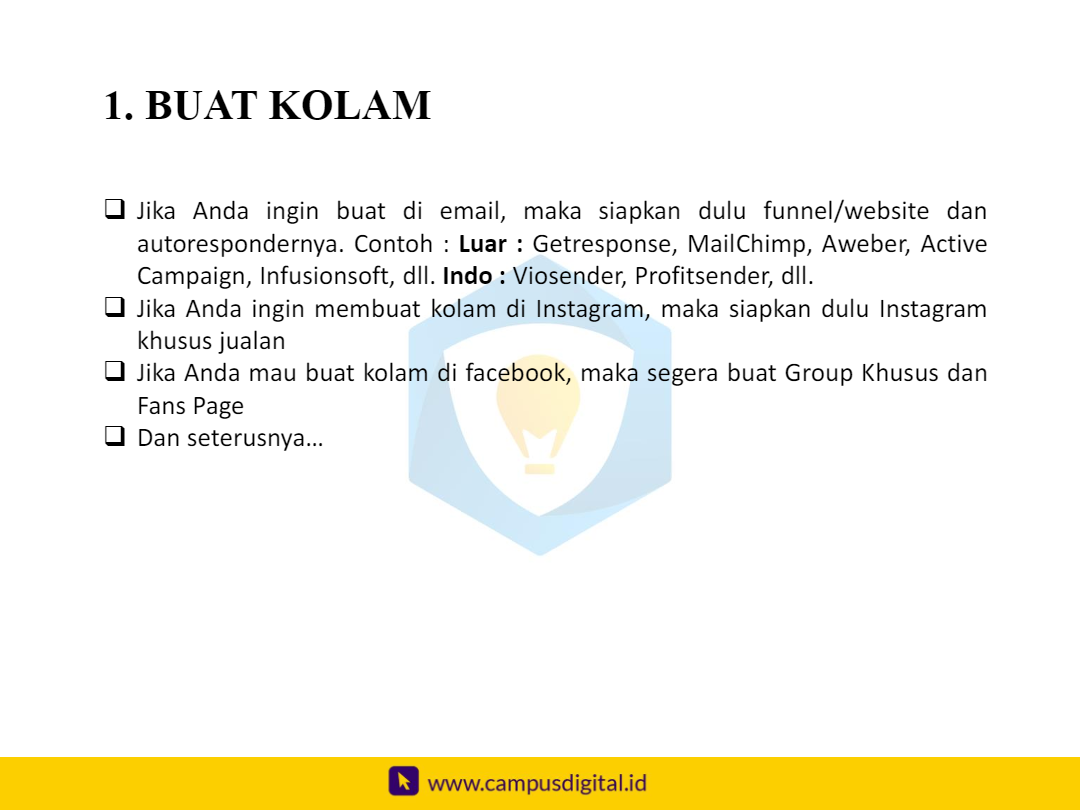 1. BUAT KOLAM
❑ Jika Anda ingin buat di email, maka siapkan dulu funnel/website dan
autorespondernya. Contoh : Luar : Getresponse, MailChimp, Aweber, Active
Campaign, Infusionsoft, dll. Indo : Viosender, Profitsender, dll.
❑ Jika Anda ingin membuat kolam di Instagram, maka siapkan dulu Instagram
khusus jualan
❑ Jika Anda mau buat kolam di facebook, maka segera buat Group Khusus dan
Fans Page
❑ Dan seterusnya...
www.campusdigital.id